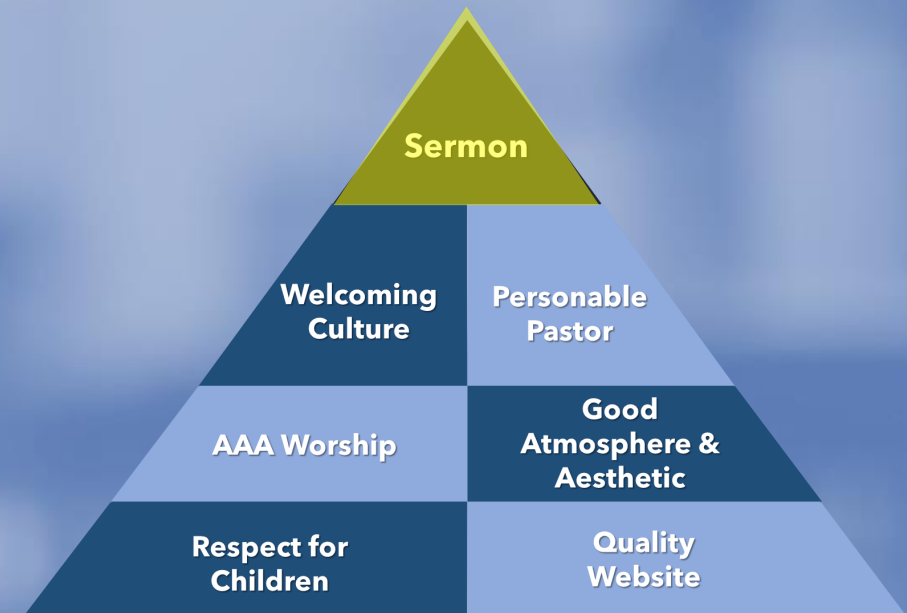 Sermon
Welcoming
Culture
Personable
Pastor
AAA Worship
Good
Atmosphere &
Aesthetic
Respect for
Children
Quality
Website